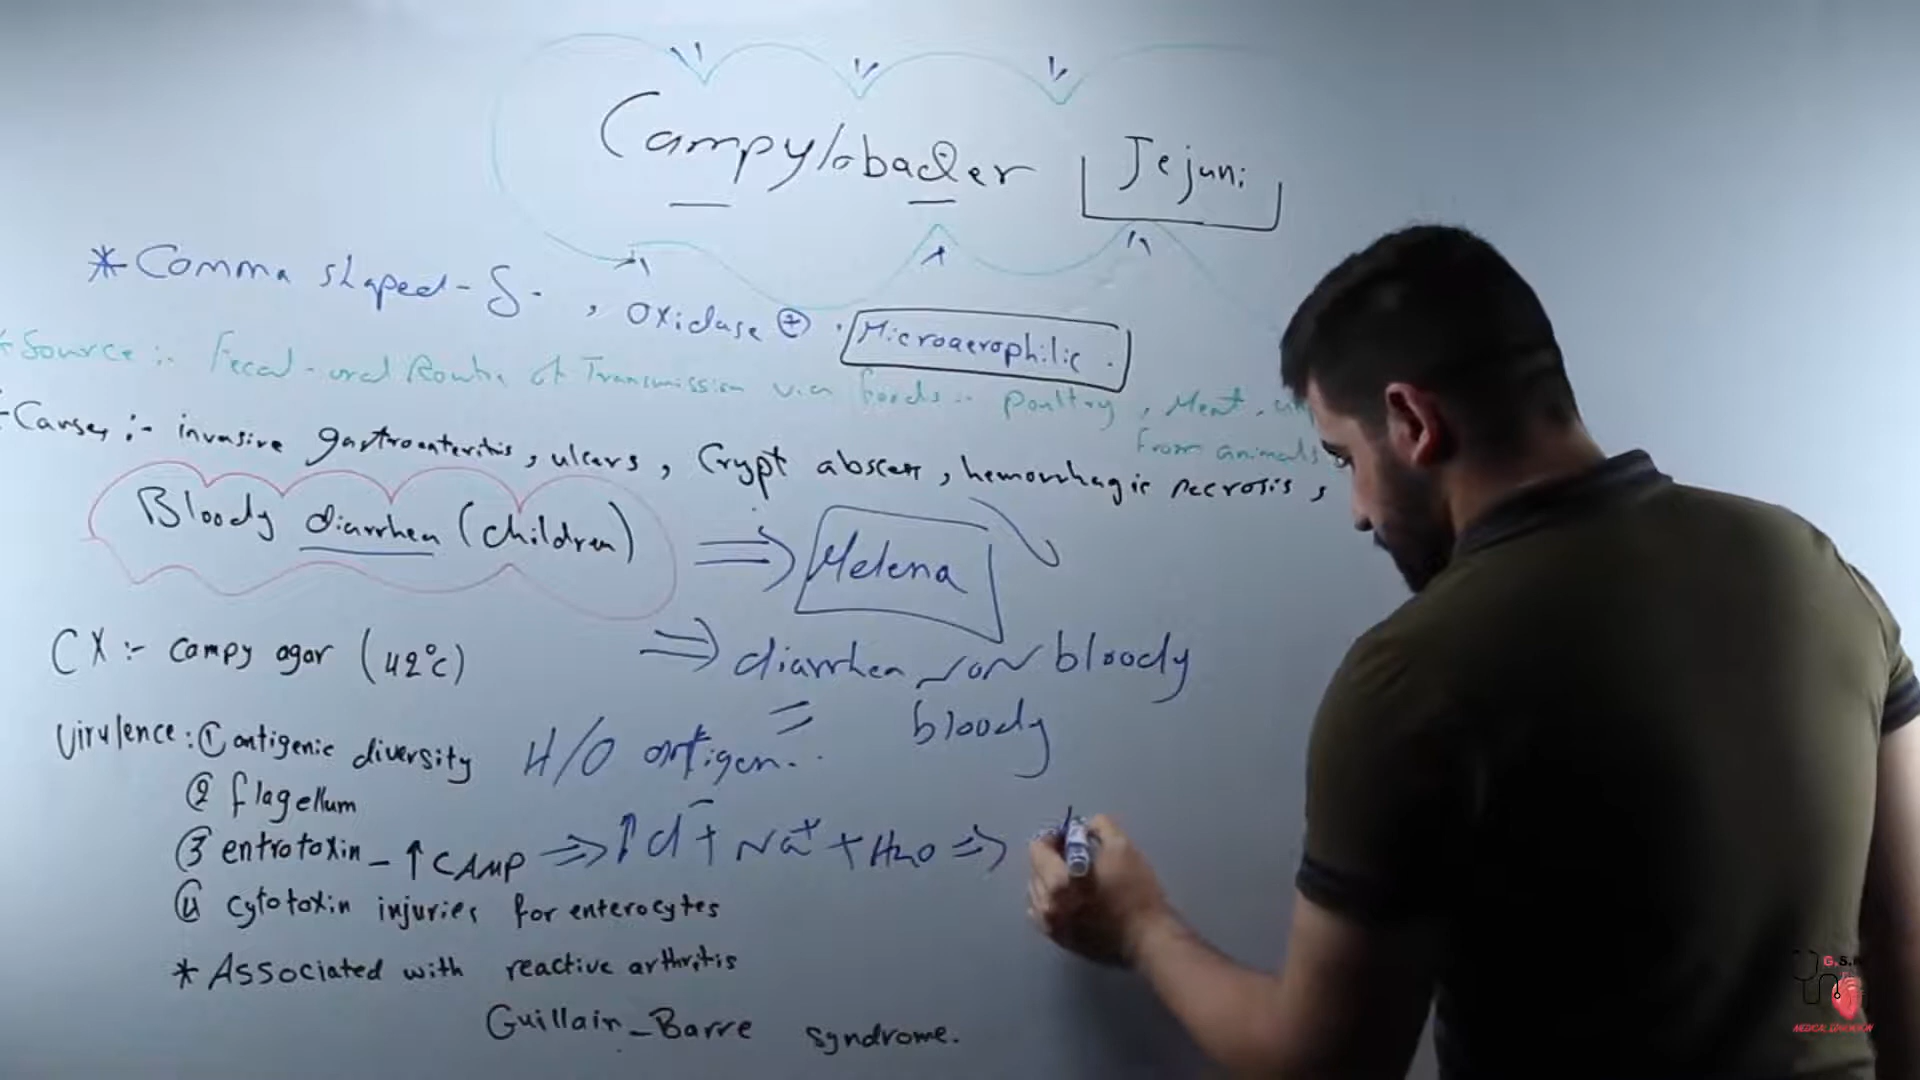 Campylobacter Jejuni
* Comma shaped - S - , oxidase ⊕ . Microaerophilic .
* Source :- Fecal-oral Route of Transmission via foods :- poultry , Meat ,
From animals
* Causes :- invasive gastroenteritis , ulcers , Crypt abscess , hemorrhagic necrosis ,
Bloody diarrhea (children) ⇒ Melena
CX :- campy agar (42°c) ⇒ diarrhea non bloody
= bloody
Virulence : ① antigenic diversity H/O antigen ..
② flagellum
③ entrotoxin - ↑ CAMP ⇒ ↑ Cl⁻ + Na⁺ + H2O ⇒
④ cytotoxin injuries for enterocytes
* Associated with reactive arthritis
Guillain-Barre syndrome.
G.S.
MEDICAL EDUCATION